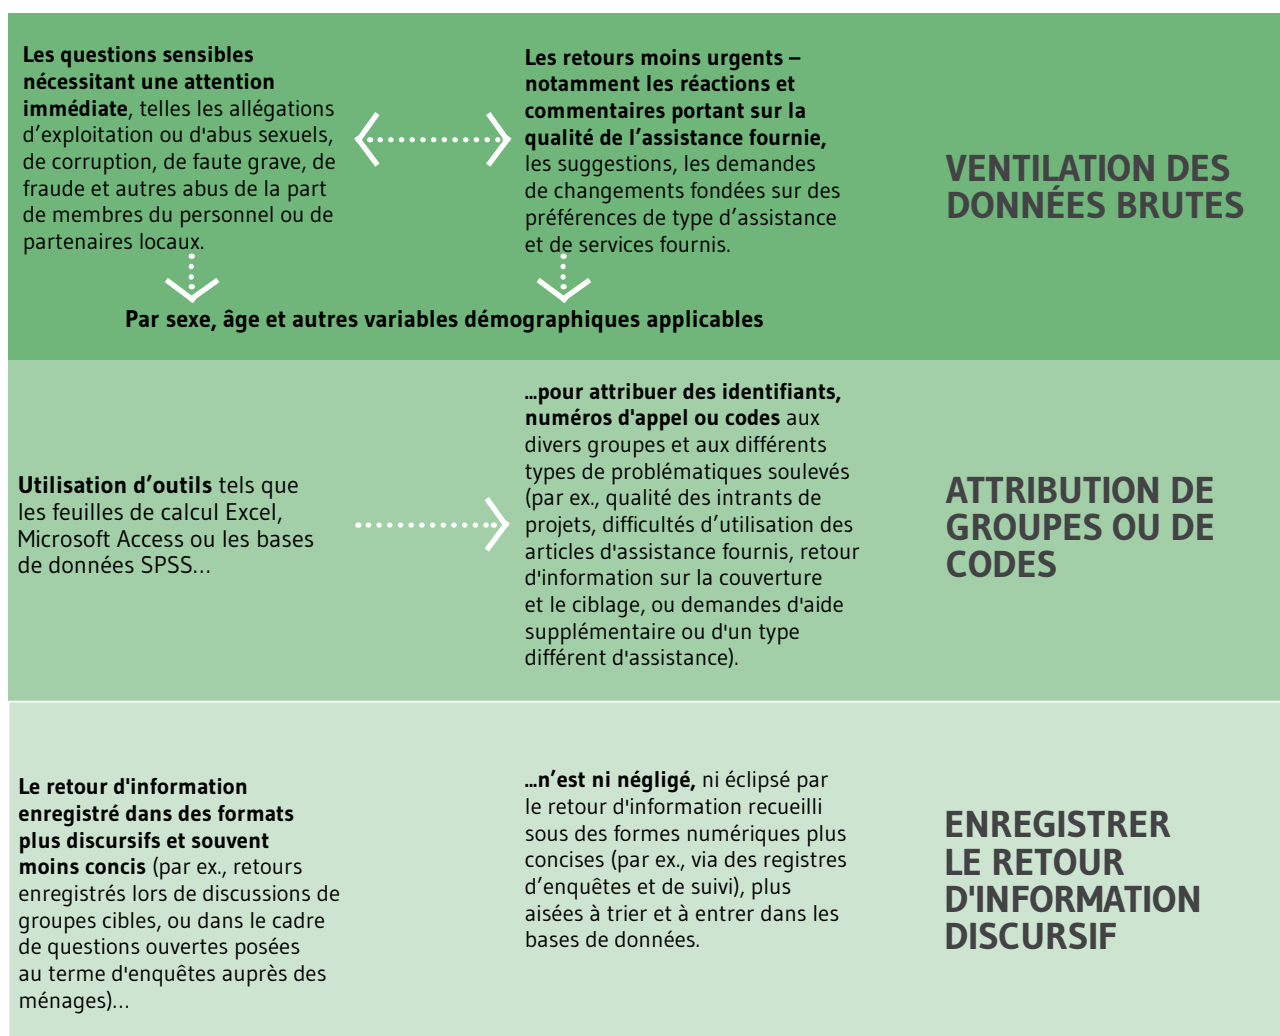 Les questions sensibles
nécessitant une attention
immédiate, telles les allégations
d’exploitation ou d'abus sexuels,
de corruption, de faute grave, de
fraude et autres abus de la part
de membres du personnel ou de
partenaires locaux.
Les retours moins urgents –
notamment les réactions et
commentaires portant sur la
qualité de l’assistance fournie,
les suggestions, les demandes
de changements fondées sur des
préférences de type d’assistance
et de services fournis.
Par sexe, âge et autres variables démographiques applicables
VENTILATION DES
DONNÉES BRUTES
Utilisation d’outils tels que
les feuilles de calcul Excel,
Microsoft Access ou les bases
de données SPSS…
...pour attribuer des identifiants,
numéros d'appel ou codes aux
divers groupes et aux différents
types de problématiques soulevés
(par ex., qualité des intrants de
projets, difficultés d’utilisation des
articles d'assistance fournis, retour
d'information sur la couverture
et le ciblage, ou demandes d'aide
supplémentaire ou d'un type
différent d'assistance).
ATTRIBUTION DE
GROUPES OU DE
CODES
Le retour d'information
enregistré dans des formats
plus discursifs et souvent
moins concis (par ex., retours
enregistrés lors de discussions de
groupes cibles, ou dans le cadre
de questions ouvertes posées
au terme d'enquêtes auprès des
ménages)…
...n’est ni négligé, ni éclipsé par
le retour d'information recueilli
sous des formes numériques plus
concises (par ex., via des registres
d’enquêtes et de suivi), plus
aisées à trier et à entrer dans les
bases de données.
ENREGISTRER
LE RETOUR
D'INFORMATION
DISCURSIF